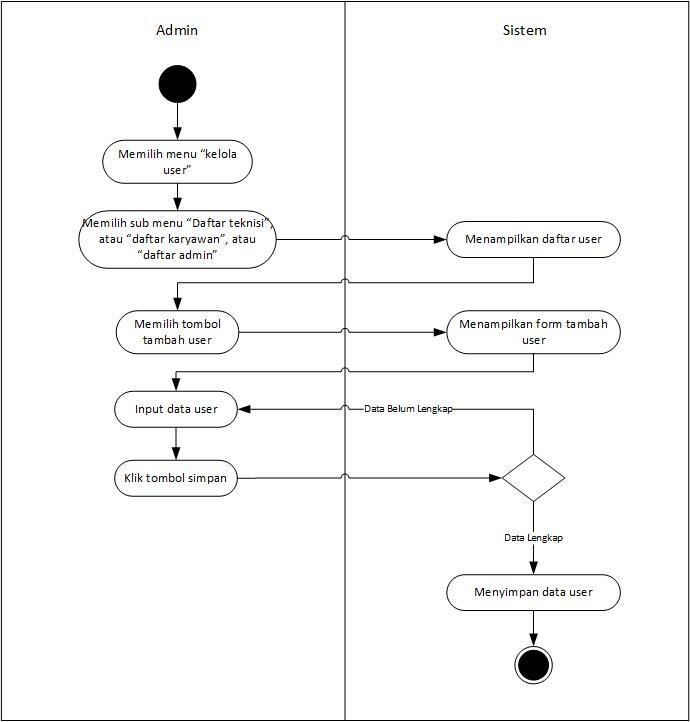 Admin
Sistem
Memilih menu “kelola
user”
Memilih sub menu “Daftar teknisi”,
atau “daftar karyawan”, atau
“daftar admin”
Menampilkan daftar user
Memilih tombol
tambah user
Menampilkan form tambah
user
Input data user
Data Belum Lengkap
Klik tombol simpan
Data Lengkap
Menyimpan data user